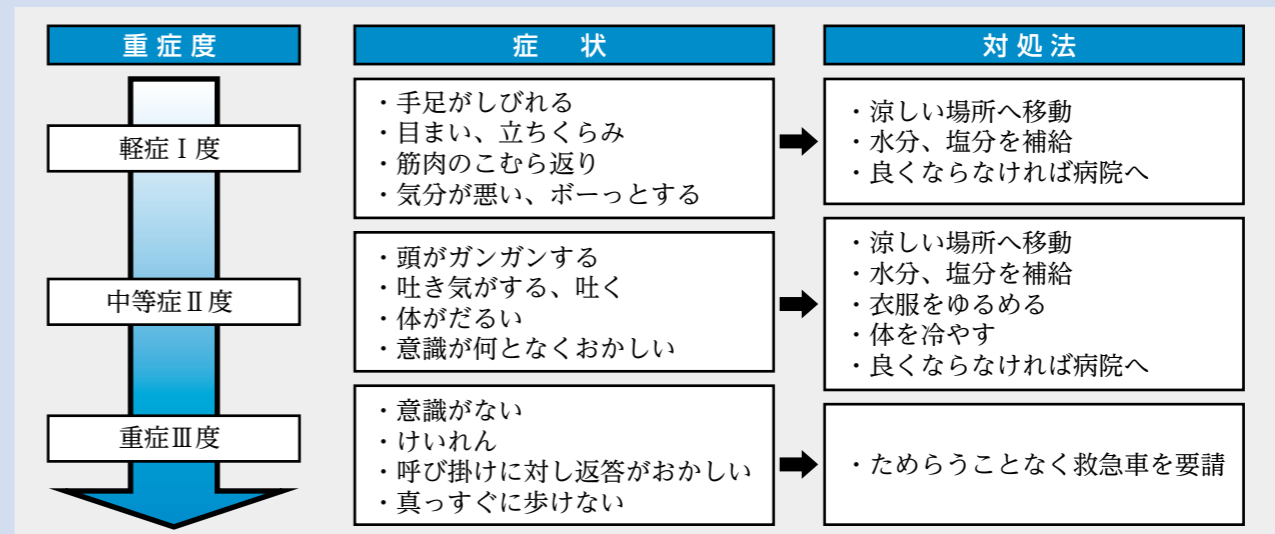 重症度
症　状
対処法
軽症Ⅰ度
・手足がしびれる
・目まい、立ちくらみ
・筋肉のこむら返り
・気分が悪い、ボーっとする
・涼しい場所へ移動
・水分、塩分を補給
・良くならなければ病院へ
中等症Ⅱ度
・頭がガンガンする
・吐き気がする、吐く
・体がだるい
・意識が何となくおかしい
・涼しい場所へ移動
・水分、塩分を補給
・衣服をゆるめる
・体を冷やす
・良くならなければ病院へ
重症Ⅲ度
・意識がない
・けいれん
・呼び掛けに対し返答がおかしい
・真っすぐに歩けない
・ためらうことなく救急車を要請